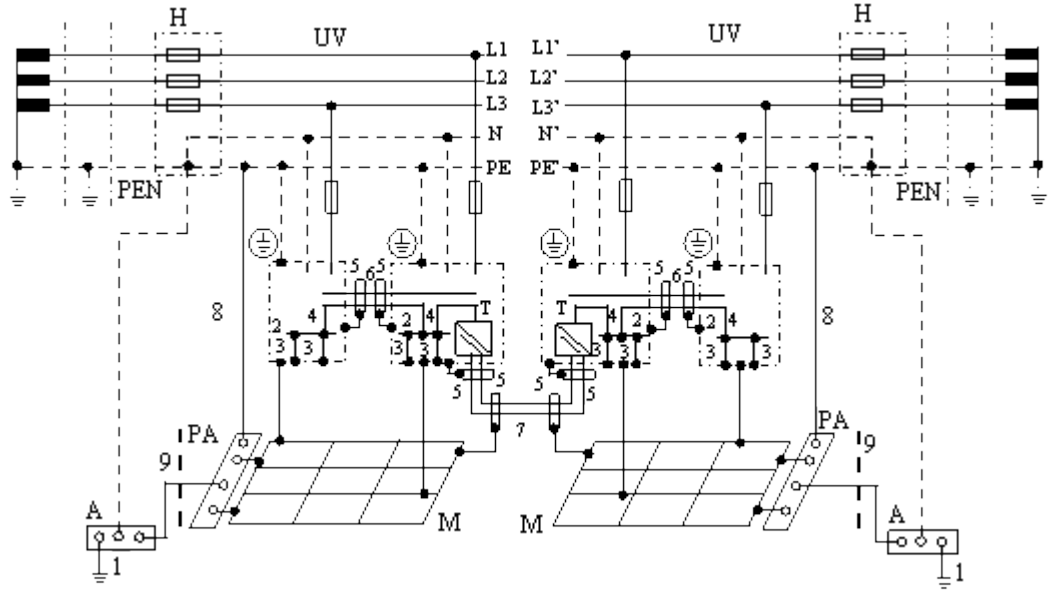 H UV UV H
L1 L1'
L2 L2'
L3 L3'
N N'
PE PE'
PEN PEN
5 5 5 5
6 6
8 T T 8
2 4 2 4 2 2 4
3 3 3 3 3 3 3 3
5 5 5 5
7
PA PA
9 9
A M M A
1 1